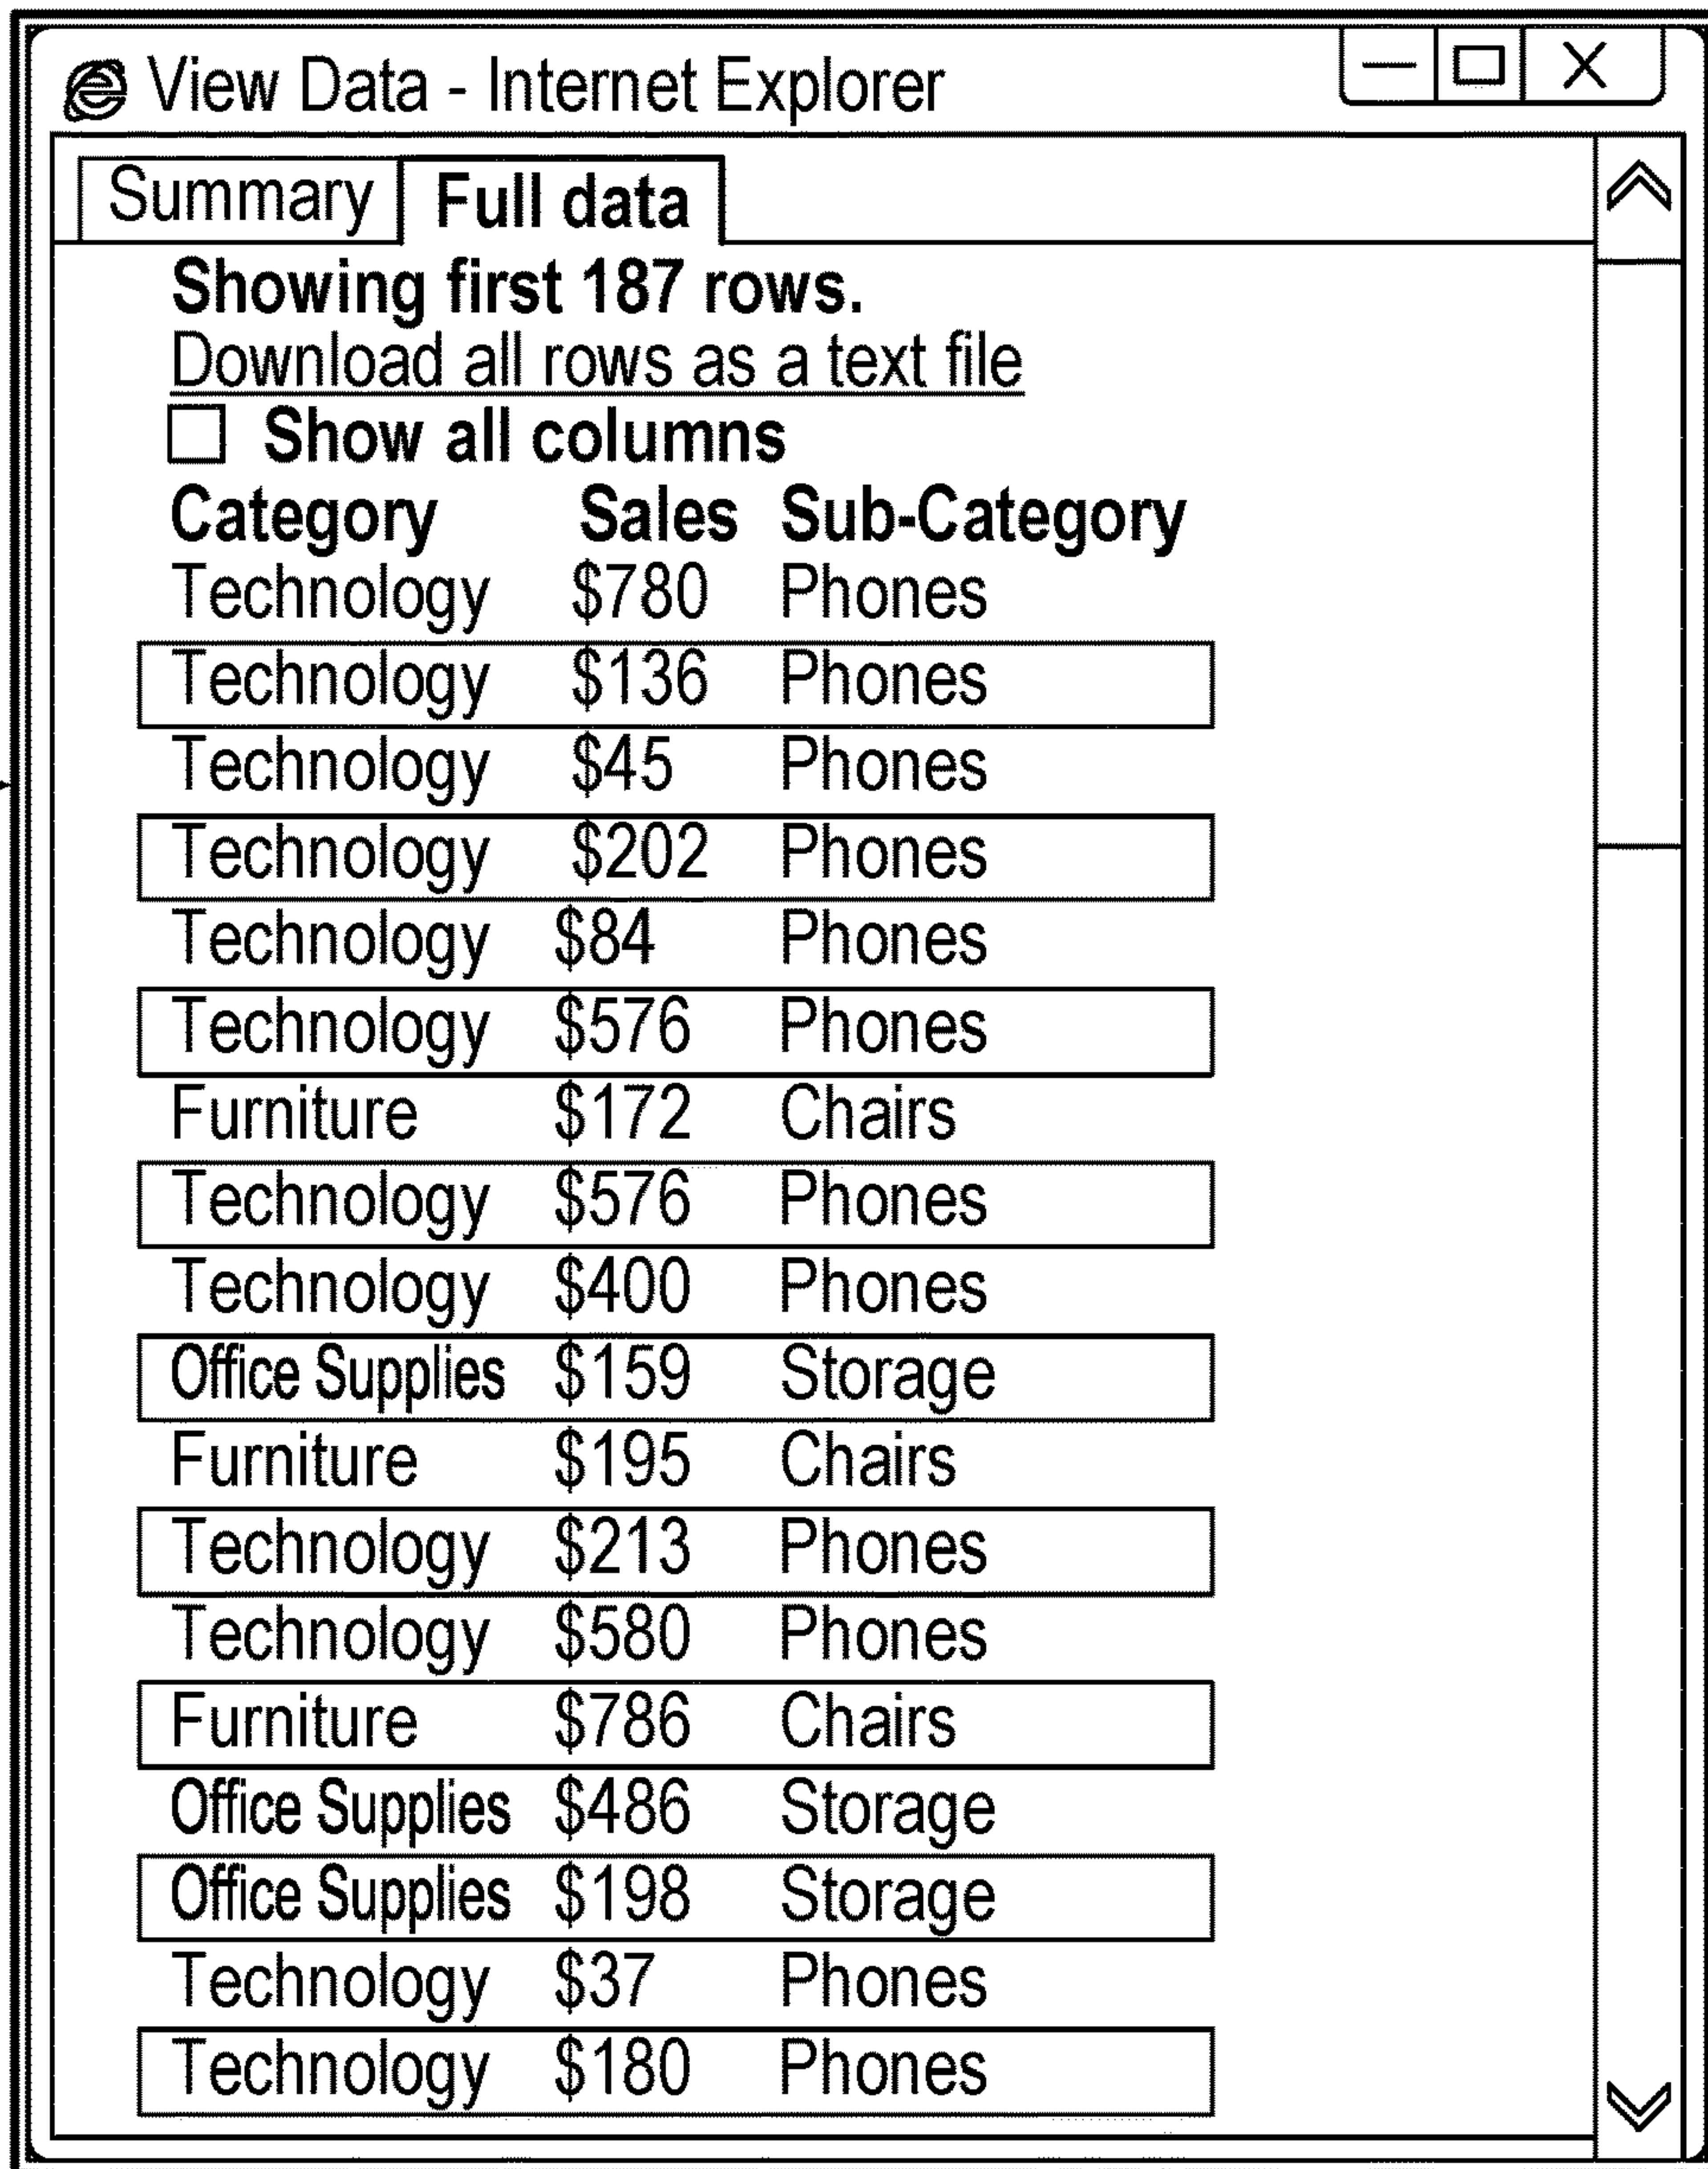 View Data - Internet Explorer
Summary Full data
Showing first 187 rows.
Download all rows as a text file
Show all columns
Category Sales Sub-Category
Technology $780 Phones
Technology $136 Phones
Technology $45 Phones
Technology $202 Phones
Technology $84 Phones
Technology $576 Phones
Furniture $172 Chairs
Technology $576 Phones
Technology $400 Phones
Office Supplies $159 Storage
Furniture $195 Chairs
Technology $213 Phones
Technology $580 Phones
Furniture $786 Chairs
Office Supplies $486 Storage
Office Supplies $198 Storage
Technology $37 Phones
Technology $180 Phones